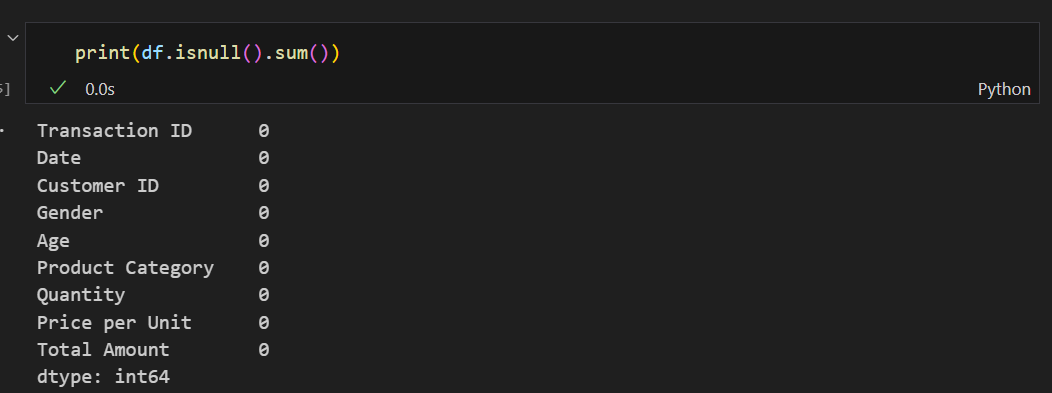 print(df.isnull().sum())
0.0s
Python
Transaction ID 0
Date 0
Customer ID 0
Gender 0
Age 0
Product Category 0
Quantity 0
Price per Unit 0
Total Amount 0
dtype: int64